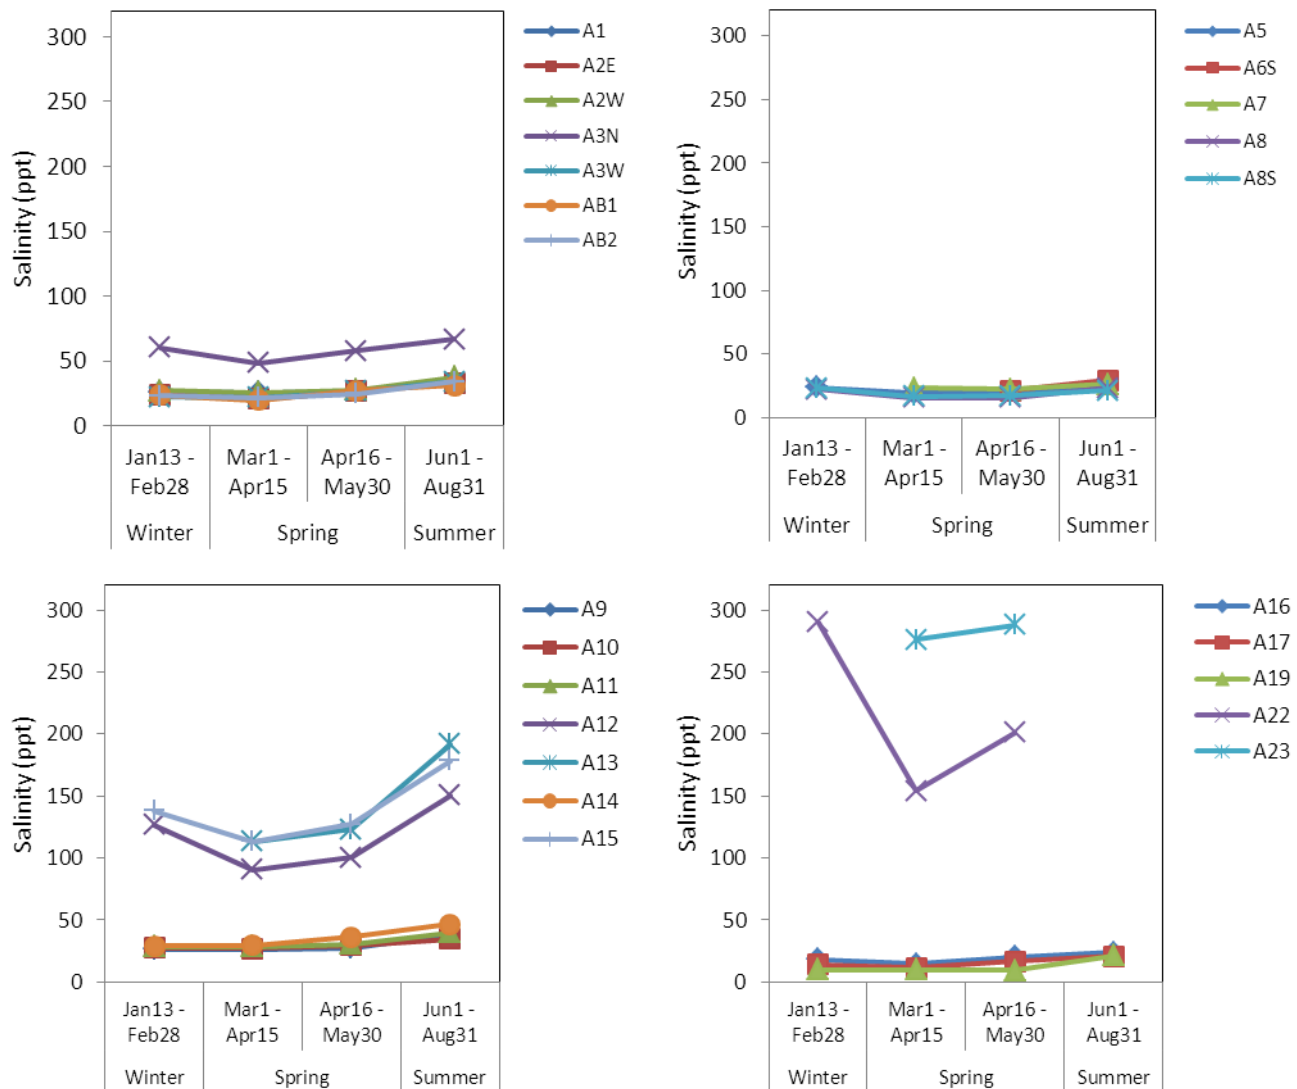 Salinity (ppt)
300
250
200
150
100
50
0
Jan13 -
Feb28
Mar1 -
Apr15
Apr16 -
May30
Jun1 -
Aug31
Winter
Spring
Summer
A1
A2E
A2W
A3N
A3W
AB1
AB2
Salinity (ppt)
300
250
200
150
100
50
0
Jan13 -
Feb28
Mar1 -
Apr15
Apr16 -
May30
Jun1 -
Aug31
Winter
Spring
Summer
A5
A6S
A7
A8
A8S
Salinity (ppt)
300
250
200
150
100
50
0
Jan13 -
Feb28
Mar1 -
Apr15
Apr16 -
May30
Jun1 -
Aug31
Winter
Spring
Summer
A9
A10
A11
A12
A13
A14
A15
Salinity (ppt)
300
250
200
150
100
50
0
Jan13 -
Feb28
Mar1 -
Apr15
Apr16 -
May30
Jun1 -
Aug31
Winter
Spring
Summer
A16
A17
A19
A22
A23